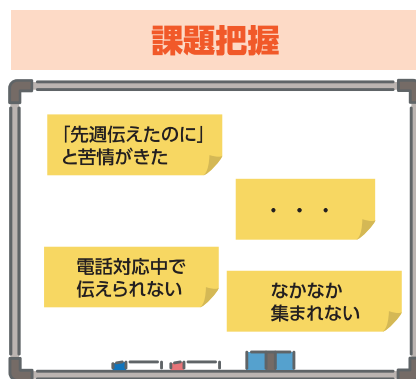 課題把握
「先週伝えたのに」
と苦情がきた
・・・
電話対応中で
伝えられない
なかなか
集まれない